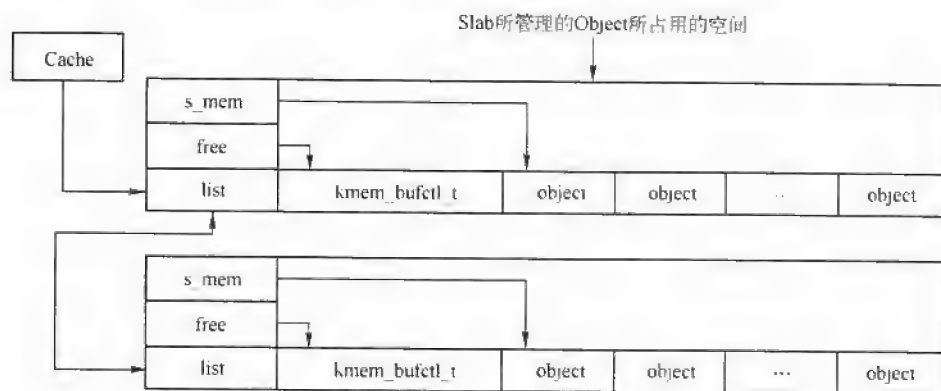 Slab所管理的Object所占用的空间
Cache
s_mem
free
list
kmem_bufctl_t
object
object
...
object
s_mem
free
list
kmem_bufctl_t
object
object
...
object